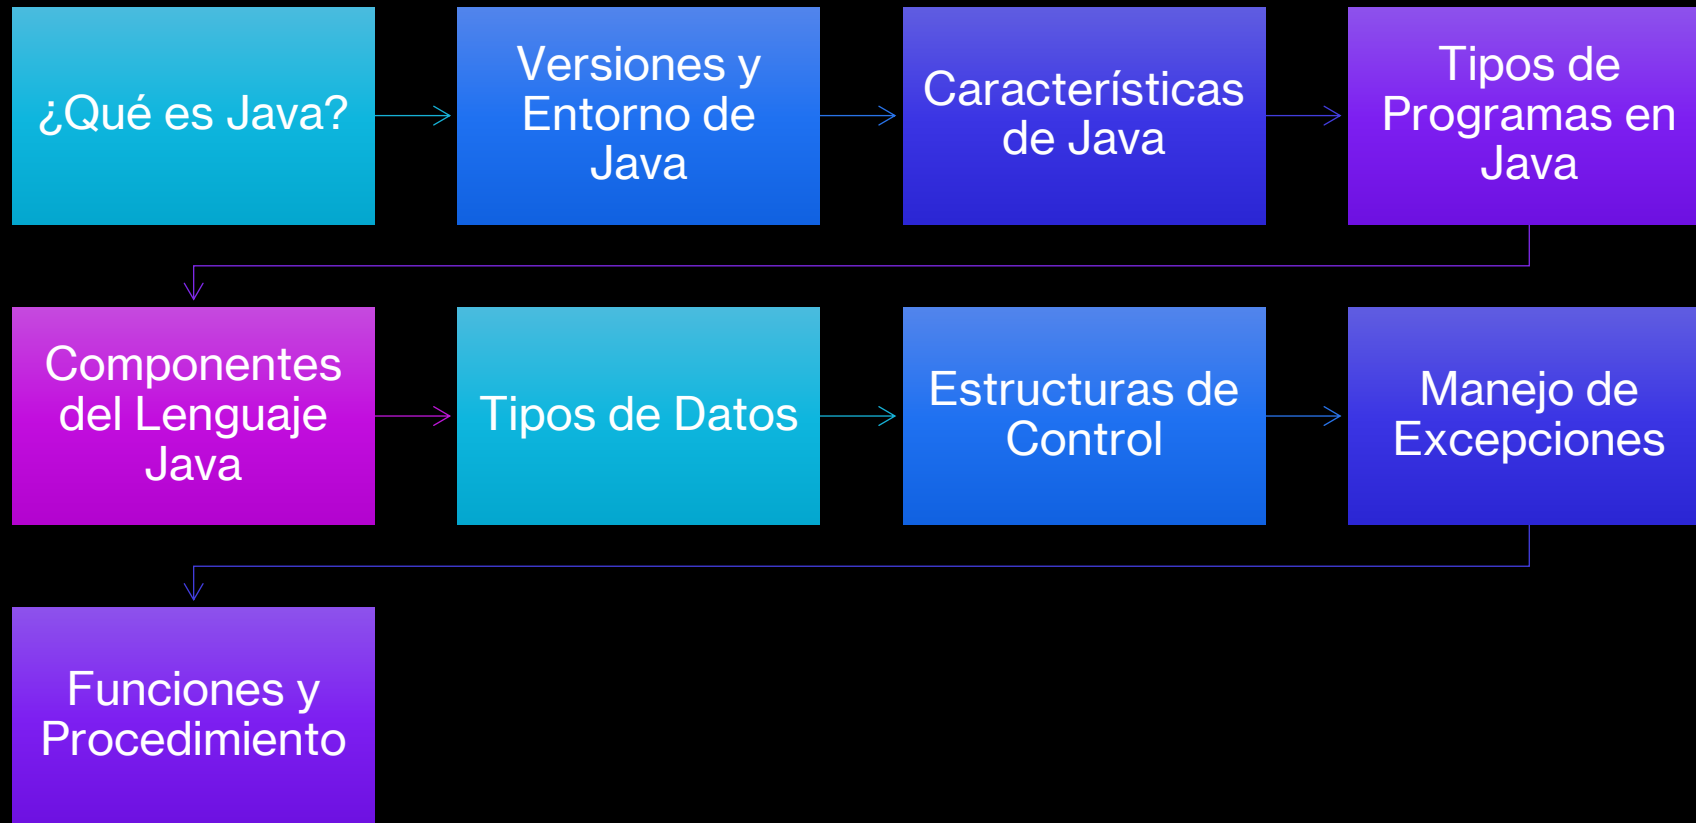 ¿Qué es Java?
Versiones y
Entorno de
Java
Características
de Java
Tipos de
Programas en
Java
Componentes
del Lenguaje
Java
Tipos de Datos
Estructuras de
Control
Manejo de
Excepciones
Funciones y
Procedimiento